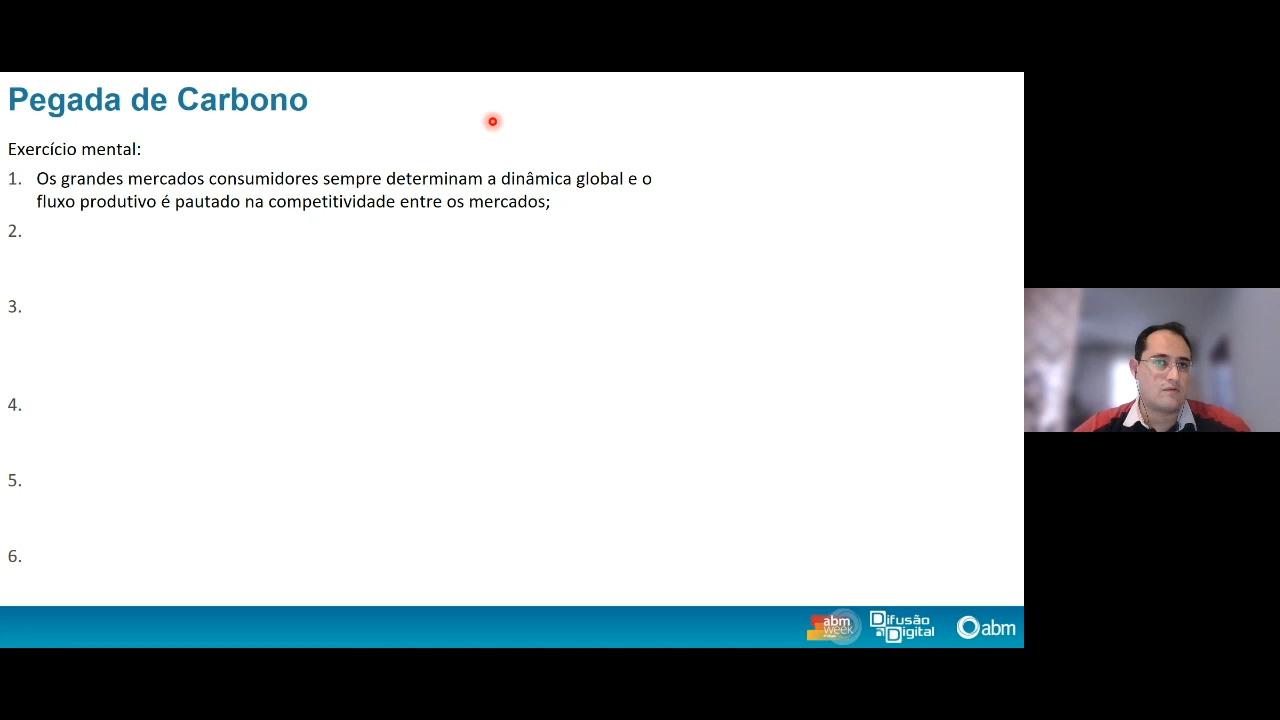 Pegada de Carbono
Exercício mental:
1. Os grandes mercados consumidores sempre determinam a dinâmica global e o
fluxo produtivo é pautado na competitividade entre os mercados;
2.
3.
4.
5.
6.
abm
week
Difusão
Digital
abm